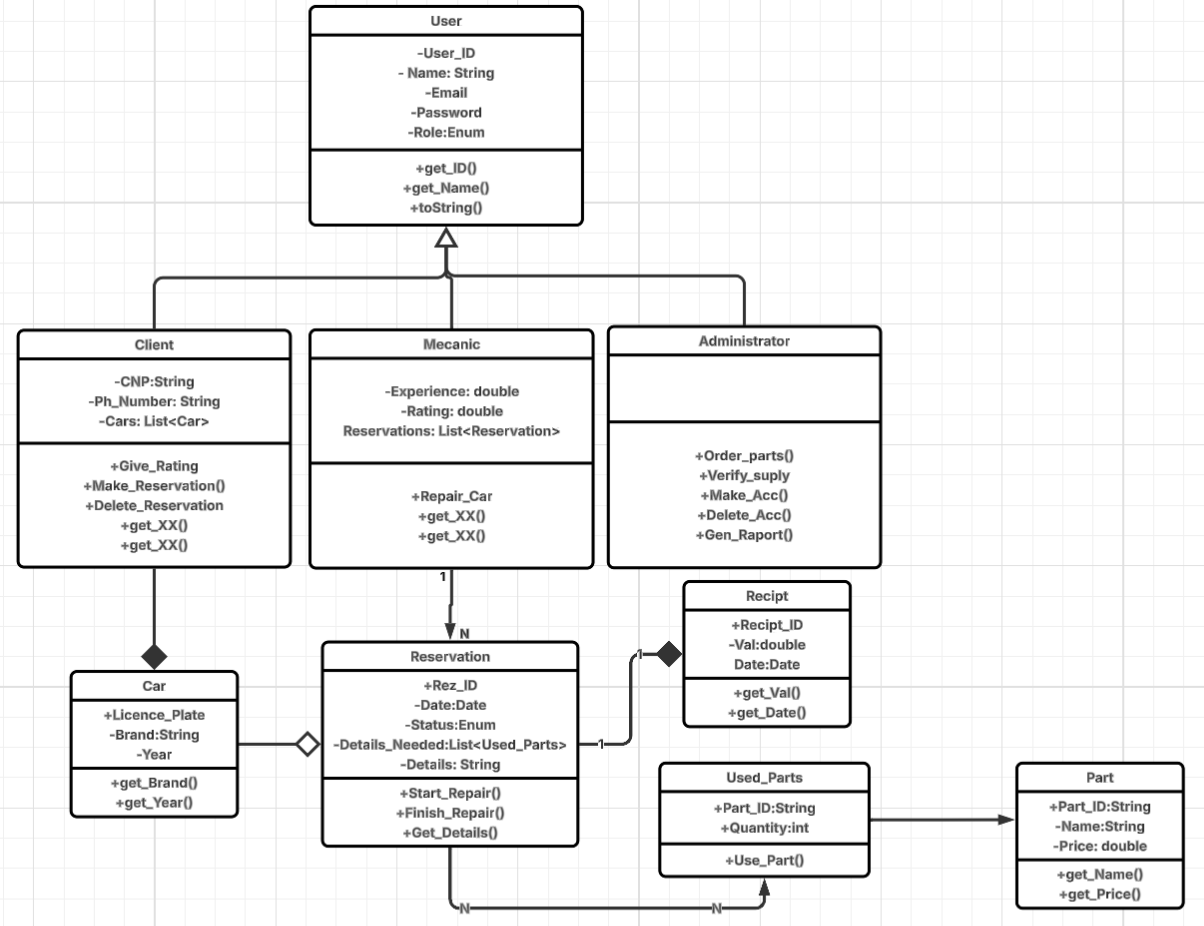 User
-User_ID
- Name: String
-Email
-Password
-Role:Enum
+get_ID()
+get_Name()
+toString()
Client
-CNP:String
-Ph_Number: String
-Cars: List<Car>
+Give_Rating
+Make_Reservation()
+Delete_Reservation
+get_XX()
+get_XX()
Mecanic
-Experience: double
-Rating: double
Reservations: List<Reservation>
+Repair_Car
+get_XX()
+get_XX()
Administrator
+Order_parts()
+Verify_suply
+Make_Acc()
+Delete_Acc()
+Gen_Raport()
1
N
Recipt
+Recipt_ID
-Val:double
Date:Date
+get_Val()
+get_Date()
1
1
Car
+Licence_Plate
-Brand:String
-Year
+get_Brand()
+get_Year()
Reservation
+Rez_ID
-Date:Date
-Status:Enum
-Details_Needed:List<Used_Parts>
-Details: String
+Start_Repair()
+Finish_Repair()
+Get_Details()
Used_Parts
+Part_ID:String
+Quantity:int
+Use_Part()
Part
+Part_ID:String
-Name:String
-Price: double
+get_Name()
+get_Price()
N
N